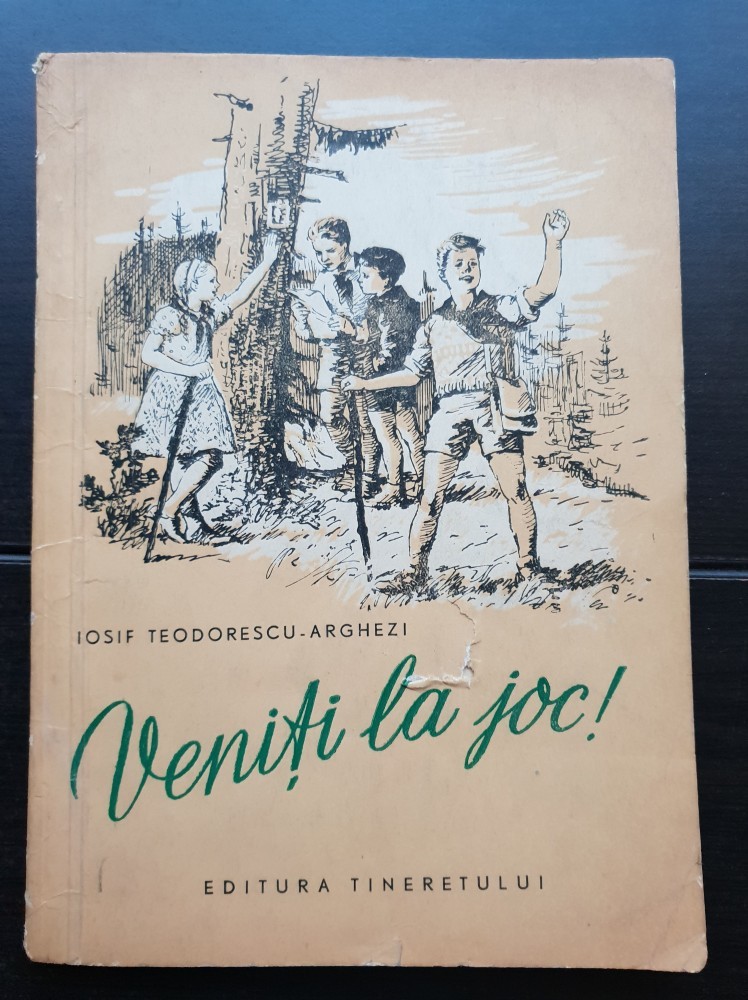 IOSIF TEODORESCU-ARGHEZI
Veniți la joc!
EDITURA TINERETULUI